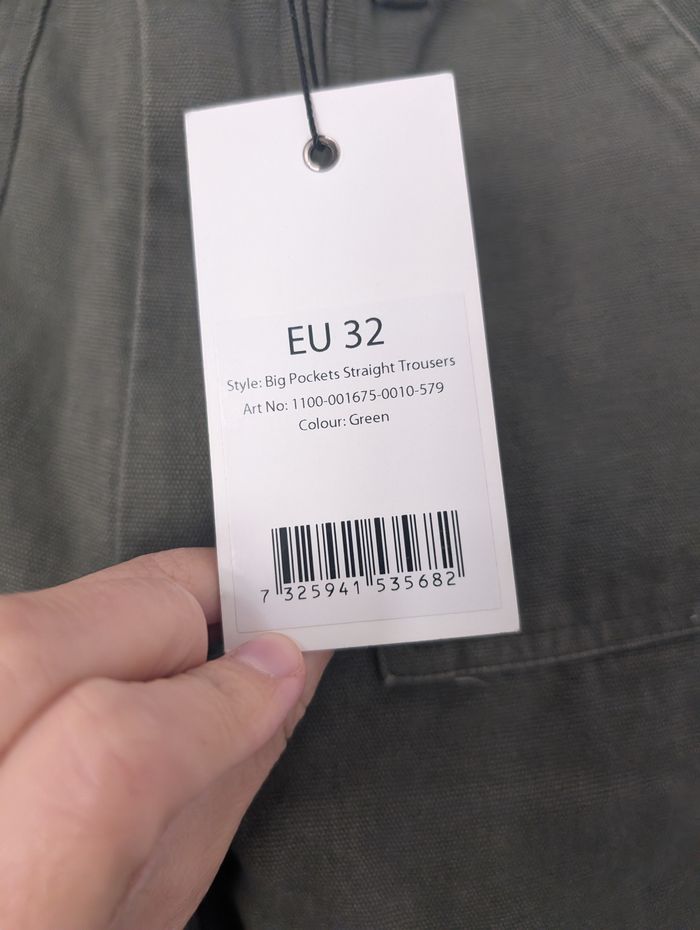 EU 32
Style: Big Pockets Straight Trousers
Art No: 1100-001675-0010-579
Colour: Green
7 325941 535682